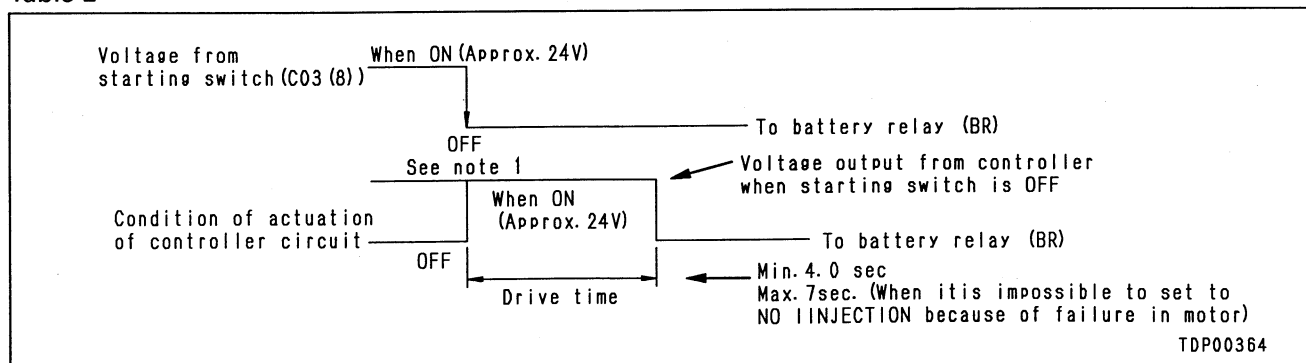 Table 2
Voltage from
starting switch (C03 (8))
When ON (Approx. 24V)
OFF
To battery relay (BR)
See note 1
Voltage output from controller
when starting switch is OFF
When ON
(Approx. 24V)
Condition of actuation
of controller circuit
OFF
To battery relay (BR)
Drive time
Min. 4. 0 sec
Max. 7sec. (When itis impossible to set to
NO IINJECTION because of failure in motor)
TDP00364